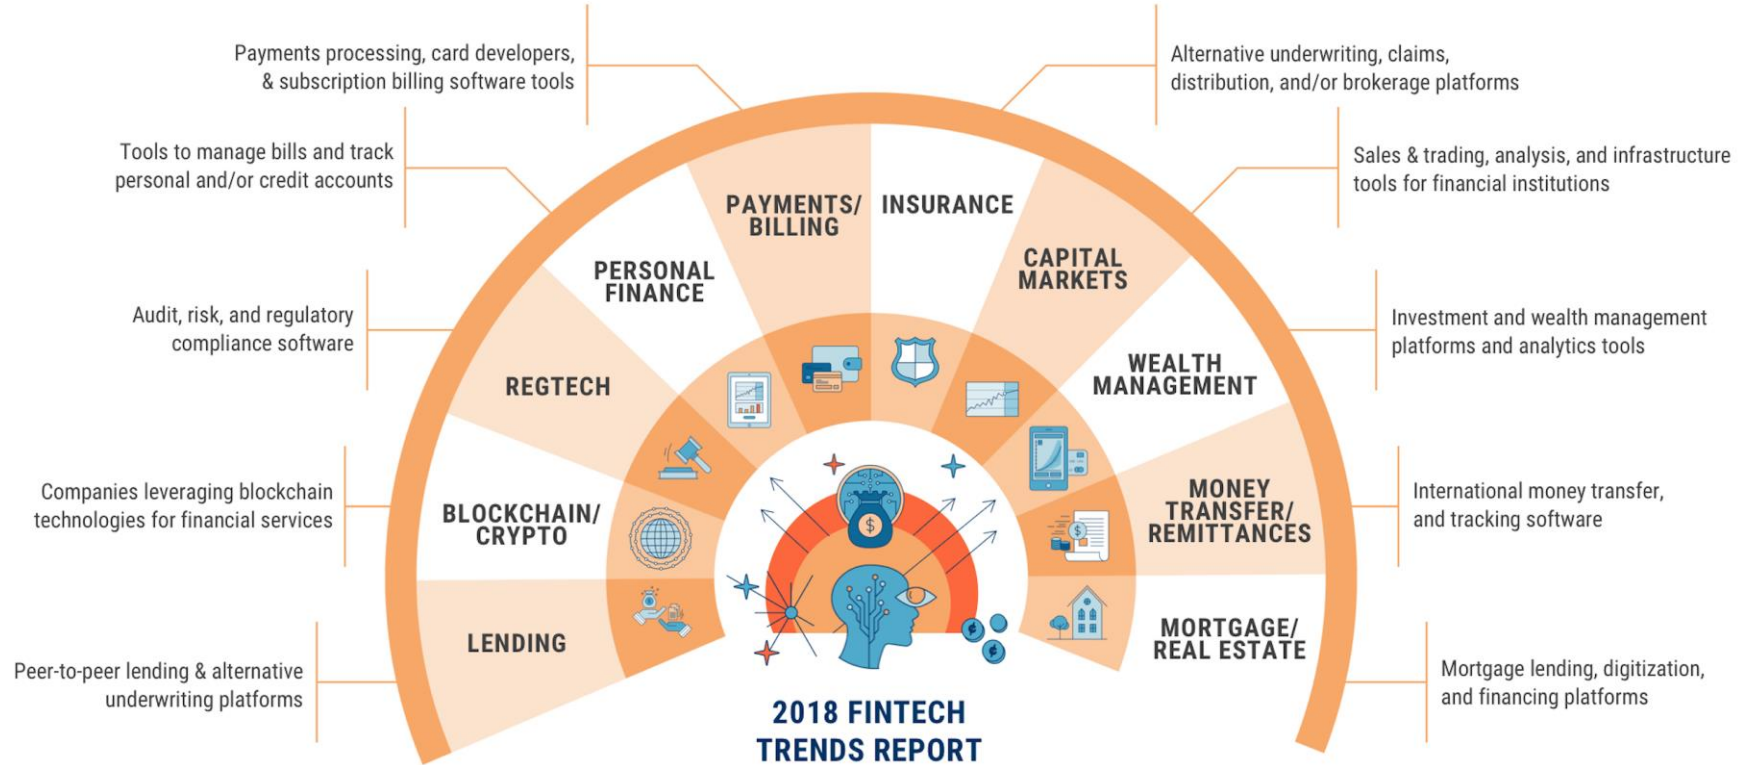 Payments processing, card developers,
& subscription billing software tools
Tools to manage bills and track
personal and/or credit accounts
Audit, risk, and regulatory
compliance software
Companies leveraging blockchain
technologies for financial services
Peer-to-peer lending & alternative
underwriting platforms
Alternative underwriting, claims,
distribution, and/or brokerage platforms
Sales & trading, analysis, and infrastructure
tools for financial institutions
Investment and wealth management
platforms and analytics tools
International money transfer,
and tracking software
Mortgage lending, digitization,
and financing platforms
LENDING
BLOCKCHAIN/
CRYPTO
REGTECH
PERSONAL
FINANCE
PAYMENTS/
BILLING
INSURANCE
CAPITAL
MARKETS
WEALTH
MANAGEMENT
MONEY
TRANSFER/
REMITTANCES
MORTGAGE/
REAL ESTATE
$
2018 FINTECH
TRENDS REPORT